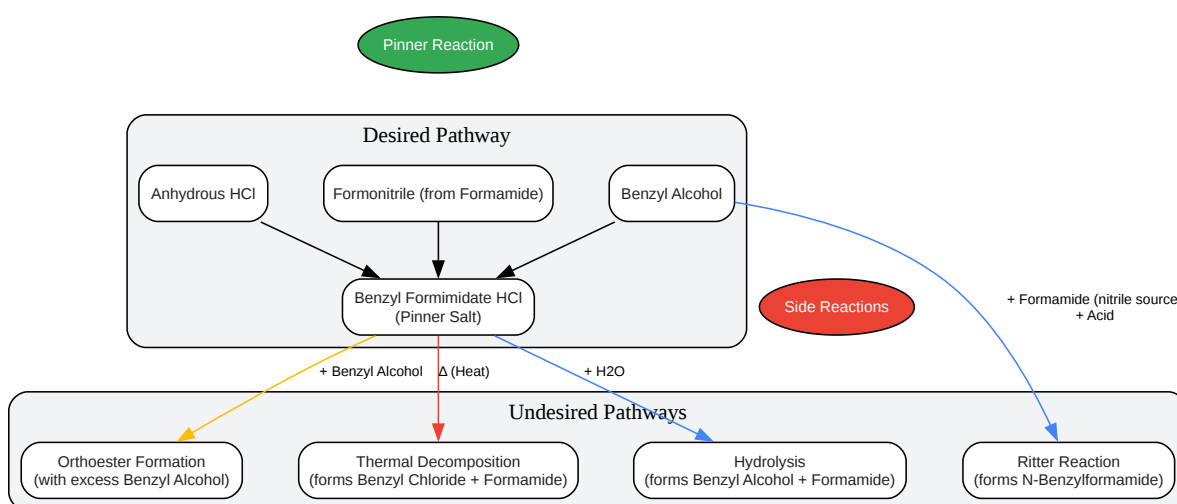 Pinner Reaction
Desired Pathway
Anhydrous HCl
Formonitrile (from Formamide)
Benzyl Alcohol
Benzyl Formimidate HCl
(Pinner Salt)
Side Reactions
+ Formamide (nitrile source
+ Acid
+ Benzyl Alcohol
Δ (Heat)
+ H2O
Undesired Pathways
Orthoester Formation
(with excess Benzyl Alcohol)
Thermal Decomposition
(forms Benzyl Chloride + Formamide)
Hydrolysis
(forms Benzyl Alcohol + Formamide)
Ritter Reaction
(forms N-Benzylformamide)